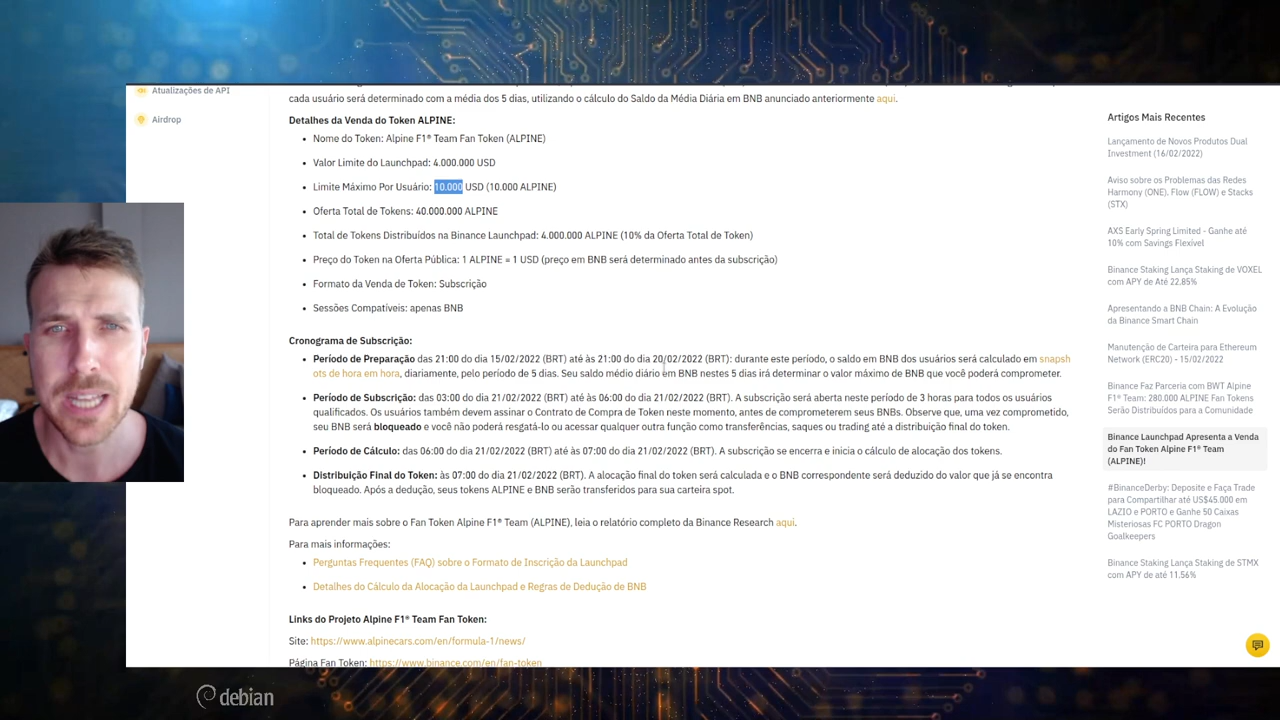 Atualizações de API
Airdrop
cada usuário será determinado com a média dos 5 dias, utilizando o cálculo do Saldo da Média Diária em BNB anunciado anteriormente aqui.
Detalhes da Venda do Token ALPINE:
Nome do Token: Alpine F1® Team Fan Token (ALPINE)
Valor Limite do Launchpad: 4.000.000 USD
Limite Máximo Por Usuário: 10.000 USD (10.000 ALPINE)
Oferta Total de Tokens: 40.000.000 ALPINE
Total de Tokens Distribuídos na Binance Launchpad: 4.000.000 ALPINE (10% da Oferta Total de Token)
Preço do Token na Oferta Pública: 1 ALPINE = 1 USD (preço em BNB será determinado antes da subscrição)
Formato da Venda de Token: Subscrição
Sessões Compatíveis: apenas BNB
Cronograma de Subscrição:
Período de Preparação das 21:00 do dia 15/02/2022 (BRT) até às 21:00 do dia 20/02/2022 (BRT): durante este período, o saldo em BNB dos usuários será calculado em snapsh
ots de hora em hora, diariamente, pelo período de 5 dias. Seu saldo médio diário em BNB nestes 5 dias irá determinar o valor máximo de BNB que você poderá comprometer.
Período de Subscrição: das 03:00 do dia 21/02/2022 (BRT) até às 06:00 do dia 21/02/2022 (BRT). A subscrição será aberta neste período de 3 horas para todos os usuários
qualificados. Os usuários também devem assinar o Contrato de Compra de Token neste momento, antes de comprometerem seus BNBs. Observe que, uma vez comprometido,
seu BNB será bloqueado e você não poderá resgatá-lo ou acessar qualquer outra função como transferências, saques ou trading até a distribuição final do token.
Período de Cálculo: das 06:00 do dia 21/02/2022 (BRT) até às 07:00 do dia 21/02/2022 (BRT). A subscrição se encerra e inicia o cálculo de alocação dos tokens.
Distribuição Final do Token: às 07:00 do dia 21/02/2022 (BRT). A alocação final do token será calculada e o BNB correspondente será deduzido do valor que já se encontra
bloqueado. Após a dedução, seus tokens ALPINE e BNB serão transferidos para sua carteira spot.
Para aprender mais sobre o Fan Token Alpine F1® Team (ALPINE), leia o relatório completo da Binance Research aqui.
Para mais informações:
Perguntas Frequentes (FAQ) sobre o Formato de Inscrição da Launchpad
Detalhes do Cálculo da Alocação da Launchpad e Regras de Dedução de BNB
Links do Projeto Alpine F1® Team Fan Token:
Site: https://www.alpinecars.com/en/formula-1/news/
Página Fan Token: https://www.binance.com/en/fan-token
Artigos Mais Recentes
Lançamento de Novos Produtos Dual
Investment (16/02/2022)
Aviso sobre os Problemas das Redes
Harmony (ONE), Flow (FLOW) e Stacks
(STX)
AXS Early Spring Limited - Ganhe até
10% com Savings Flexível
Binance Staking Lança Staking de VOXEL
com APY de Até 22.85%
Apresentando a BNB Chain: A Evolução
da Binance Smart Chain
Manutenção de Carteira para Ethereum
Network (ERC20) - 15/02/2022
Binance Faz Parceria com BWT Alpine
F1® Team: 280.000 ALPINE Fan Tokens
Serão Distribuídos para a Comunidade
Binance Launchpad Apresenta a Venda
do Fan Token Alpine F1® Team
(ALPINE)!
#BinanceDerby: Deposite e Faça Trade
para Compartilhar até US$45.000 em
LAZIO e PORTO e Ganhe 50 Caixas
Misteriosas FC PORTO Dragon
Goalkeepers
Binance Staking Lança Staking de STMX
com APY de até 11.56%
debian